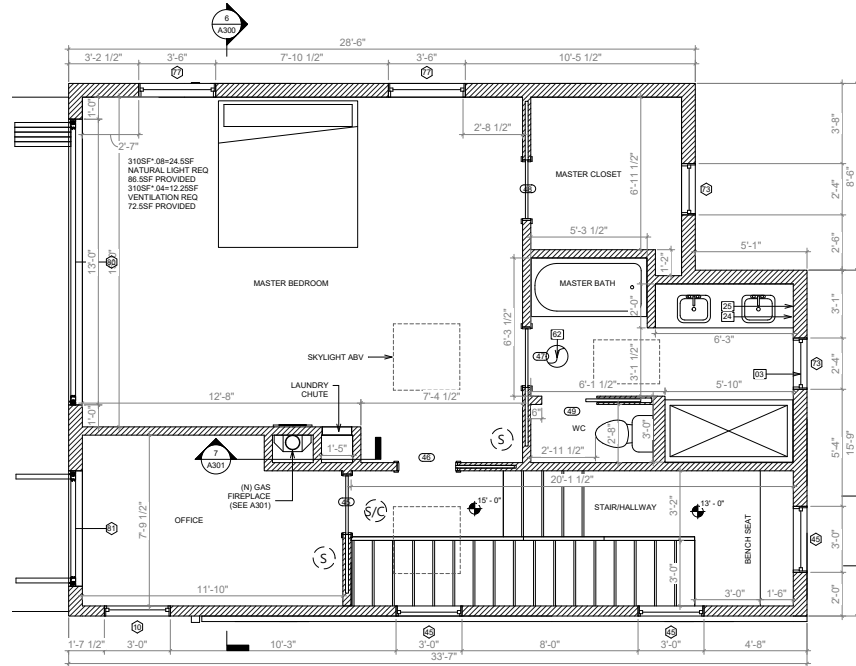 6
A300
28'-6"
3'-2 1/2"
3'-6"
7'-10 1/2"
3'-6"
10'-5 1/2"
77
77
1'-0"
2'-7"
2'-8 1/2"
3'-8"
8'-6"
310SF*.08=24.5SF
NATURAL LIGHT REQ
86.5SF PROVIDED
310SF*.04=12.25SF
VENTILATION REQ
72.5SF PROVIDED
MASTER CLOSET
6'-11 1/2"
48
73
2'-4"
5'-3 1/2"
2'-6"
1'-2"
5'-1"
13'-0"
80
MASTER BEDROOM
MASTER BATH
2'-0"
25
24
3'-1"
6'-3 1/2"
6'-3"
62
47
3'-1 1/2"
SKYLIGHT ABV
03
73
2'-4"
LAUNDRY
CHUTE
1'-0"
12'-8"
7'-4 1/2"
6'-1 1/2"
5'-10"
6"
49
WC
2'-8"
3'-0"
S
5'-4"
15'-9"
7
A301
1'-5"
46
2'-11 1/2"
20'-1 1/2"
(N) GAS
FIREPLACE
(SEE A301)
45
S/C
15' - 0"
STAIR/HALLWAY
3'-2"
13' - 0"
OFFICE
7'-9 1/2"
81
S
BENCH SEAT
45
3'-0"
11'-10"
3'-0"
3'-0"
1'-6"
2'-0"
10
45
45
1'-7 1/2"
3'-0"
10'-3"
3'-0"
8'-0"
3'-0"
4'-8"
33'-7"